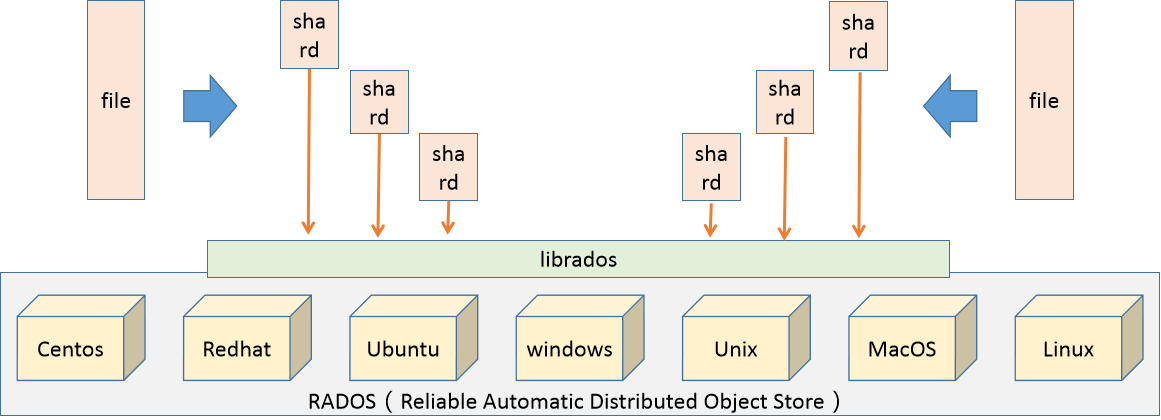 file
sha
rd
sha
rd
sha
rd
sha
rd
sha
rd
sha
rd
file
librados
Centos
Redhat
Ubuntu
windows
Unix
MacOS
Linux
RADOS ( Reliable Automatic Distributed Object Store )